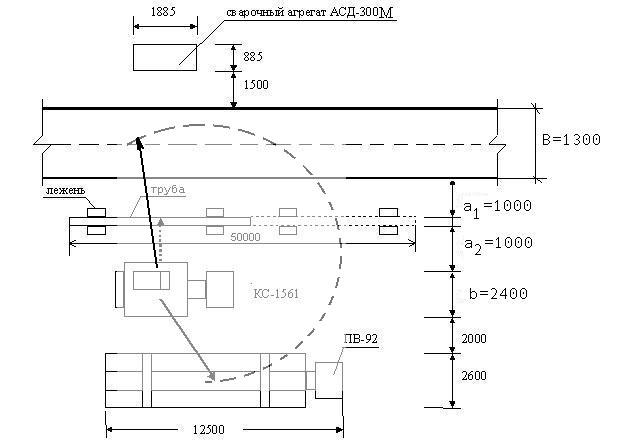 1885
сварочный агрегат АСД-300М
885
1500
В=1300
лежень
труба
a1=1000
50000
a2=1000
КС-1561
b=2400
2000
ПВ-92
2600
12500